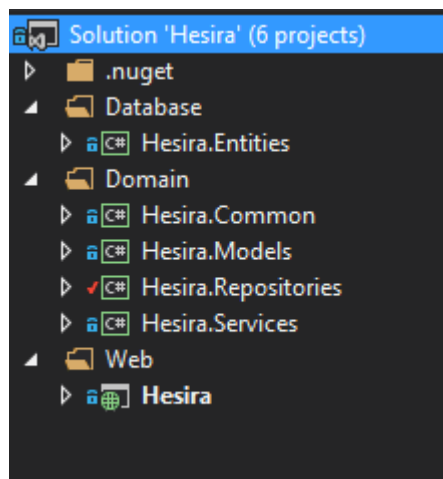 Solution 'Hesira' (6 projects)
.nuget
Database
C# Hesira.Entities
Domain
C# Hesira.Common
C# Hesira.Models
C# Hesira.Repositories
C# Hesira.Services
Web
Hesira